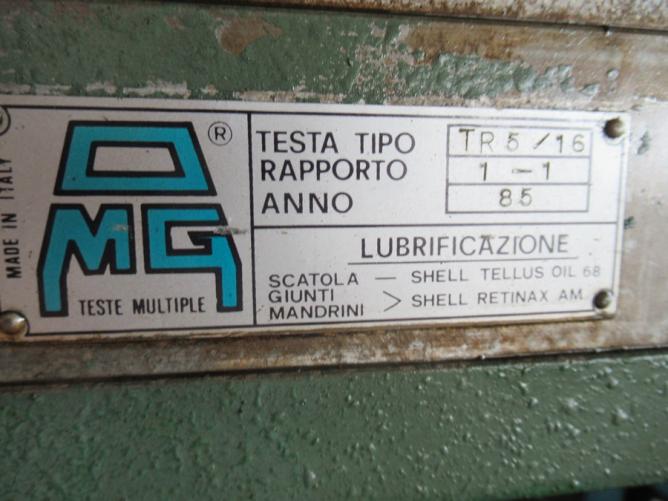 MADE IN ITALY
OMG ®
TESTE MULTIPLE
TESTA TIPO TR 5 / 16
RAPPORTO 1 - 1
ANNO 85
LUBRIFICAZIONE
SCATOLA — SHELL TELLUS OIL 68
GIUNTI
MANDRINI > SHELL RETINAX AM